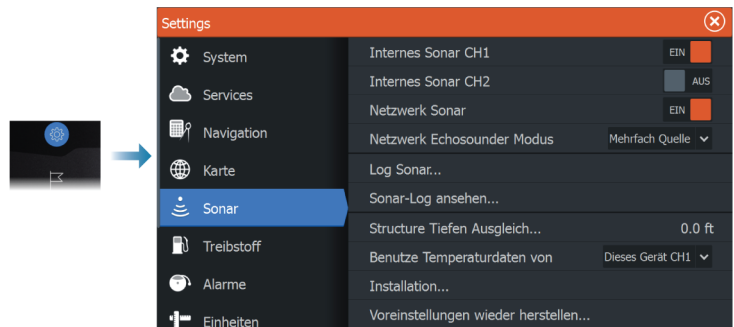 Settings
System
Services
Navigation
Karte
Sonar
Treibstoff
Alarme
Einheiten
Internes Sonar CH1 EIN
Internes Sonar CH2 AUS
Netzwerk Sonar EIN
Netzwerk Echosounder Modus Mehrfach Quelle
Log Sonar...
Sonar-Log ansehen...
Structure Tiefen Ausgleich... 0.0 ft
Benutze Temperaturdaten von Dieses Gerät CH1
Installation...
Voreinstellungen wieder herstellen...